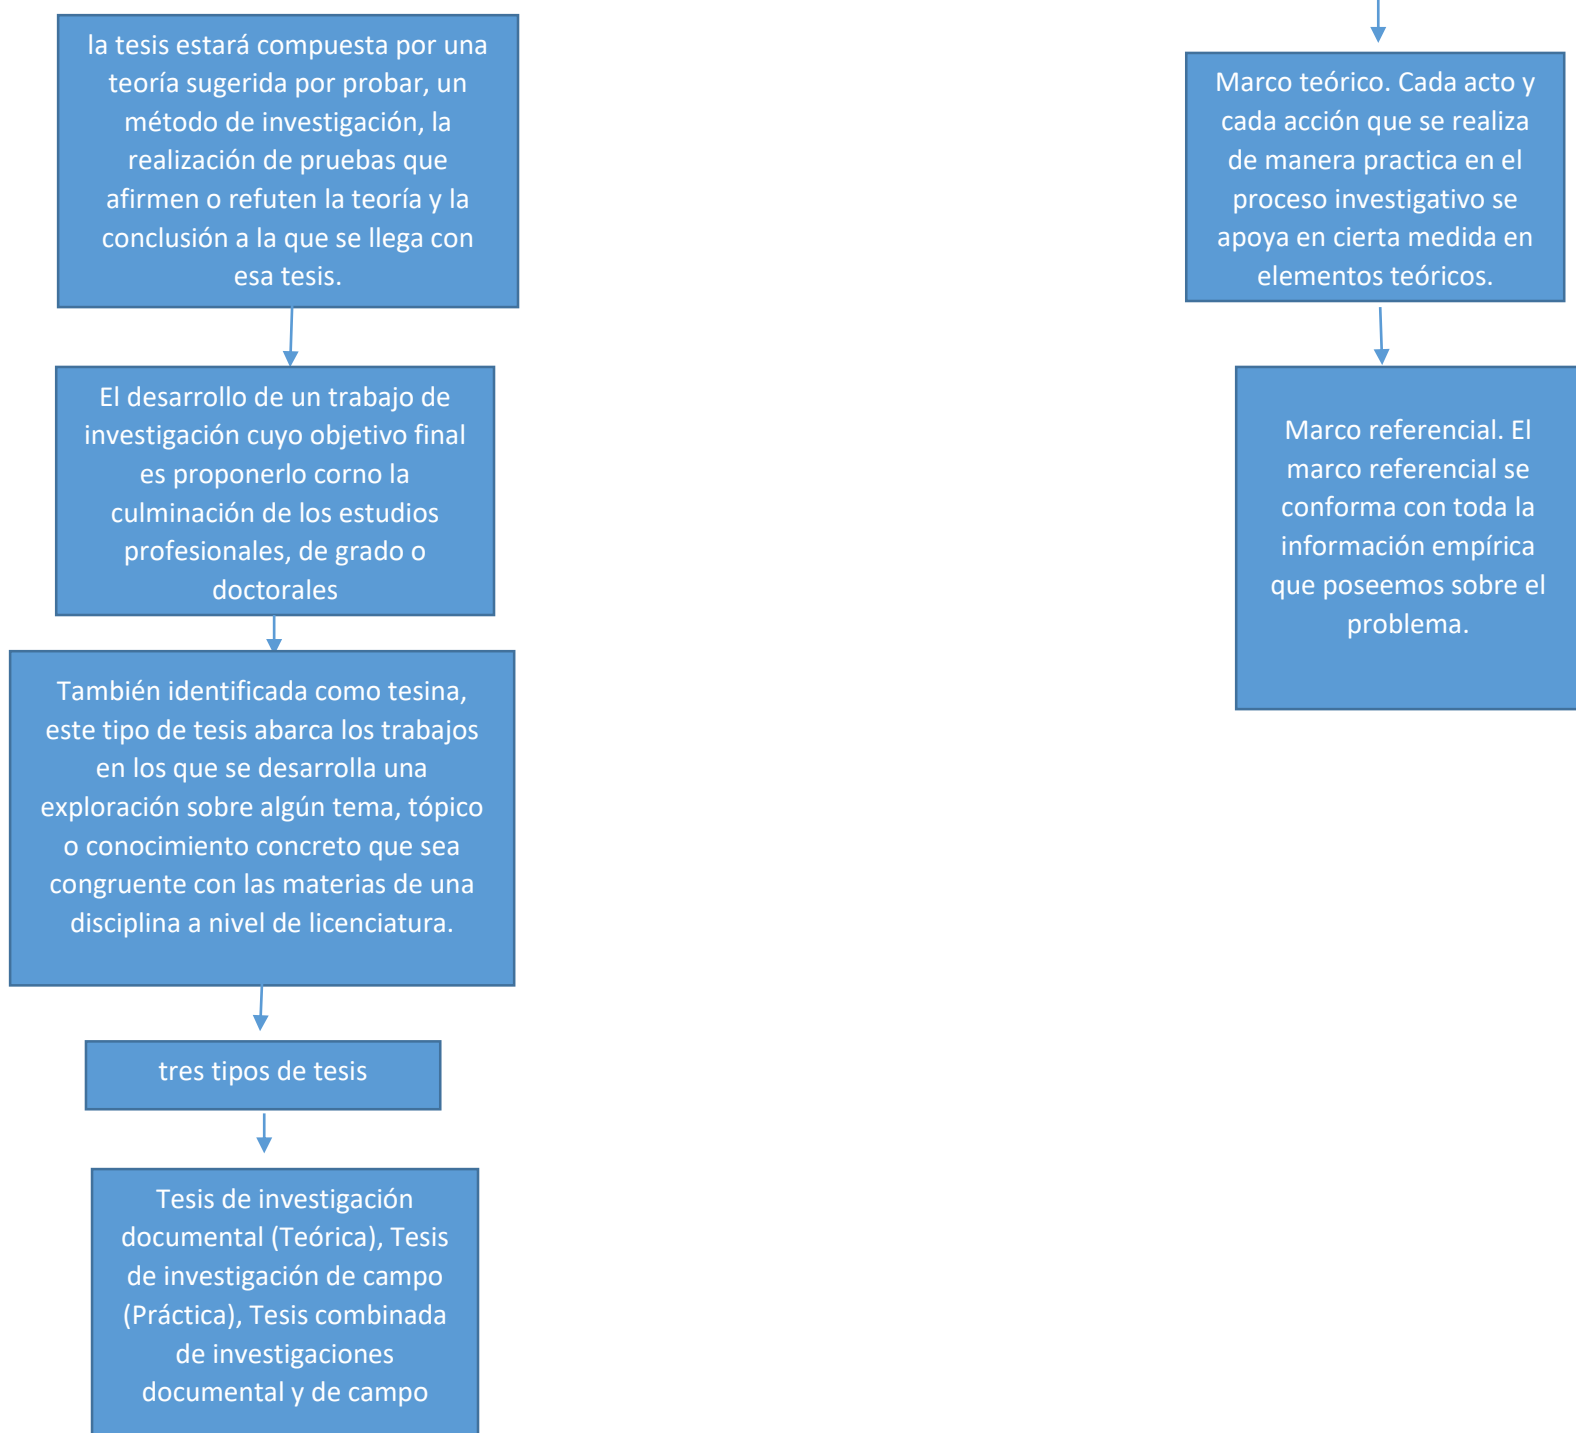 la tesis estará compuesta por una
teoría sugerida por probar, un
método de investigación, la
realización de pruebas que
afirmen o refuten la teoría y la
conclusión a la que se llega con
esa tesis.
El desarrollo de un trabajo de
investigación cuyo objetivo final
es proponerlo corno la
culminación de los estudios
profesionales, de grado o
doctorales
También identificada como tesina,
este tipo de tesis abarca los trabajos
en los que se desarrolla una
exploración sobre algún tema, tópico
o conocimiento concreto que sea
congruente con las materias de una
disciplina a nivel de licenciatura.
tres tipos de tesis
Tesis de investigación
documental (Teórica), Tesis
de investigación de campo
(Práctica), Tesis combinada
de investigaciones
documental y de campo
Marco teórico. Cada acto y
cada acción que se realiza
de manera practica en el
proceso investigativo se
apoya en cierta medida en
elementos teóricos.
Marco referencial. El
marco referencial se
conforma con toda la
información empírica
que poseemos sobre el
problema.